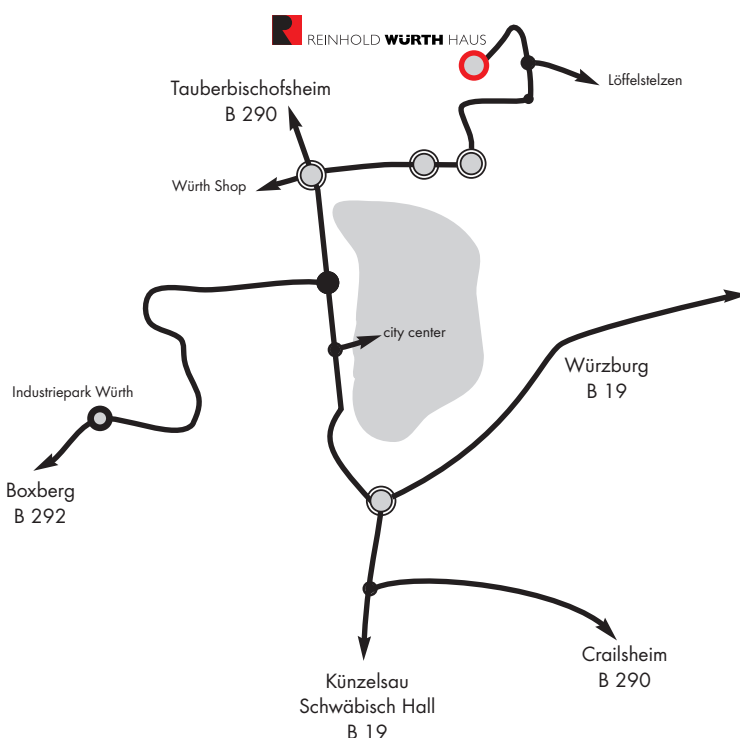 REINHOLD WÜRTH HAUS
Löffelstelzen
Tauberbischofsheim
B 290
Würth Shop
city center
Würzburg
B 19
Industriepark Würth
Boxberg
B 292
Crailsheim
B 290
Künzelsau
Schwäbisch Hall
B 19